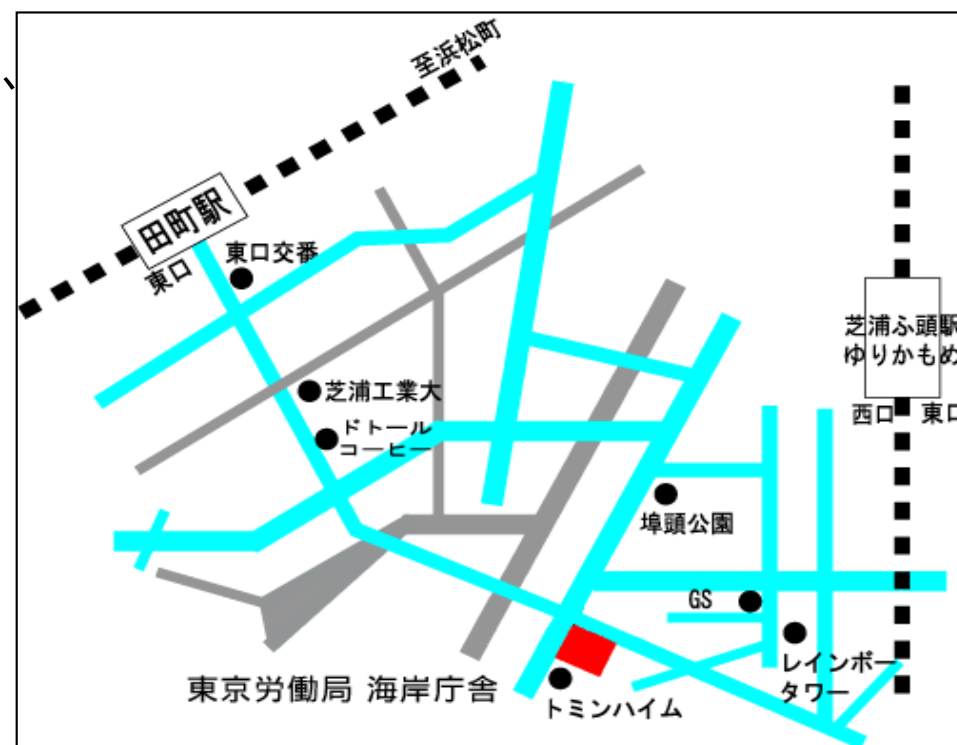 至浜松町
田町駅
東口
東口交番
芝浦ふ頭駅
ゆりかもめ
西口 東口
芝浦工業大
ドトール
コーヒー
埠頭公園
GS
レインボー
タワー
東京労働局 海岸庁舎
トミンハイム